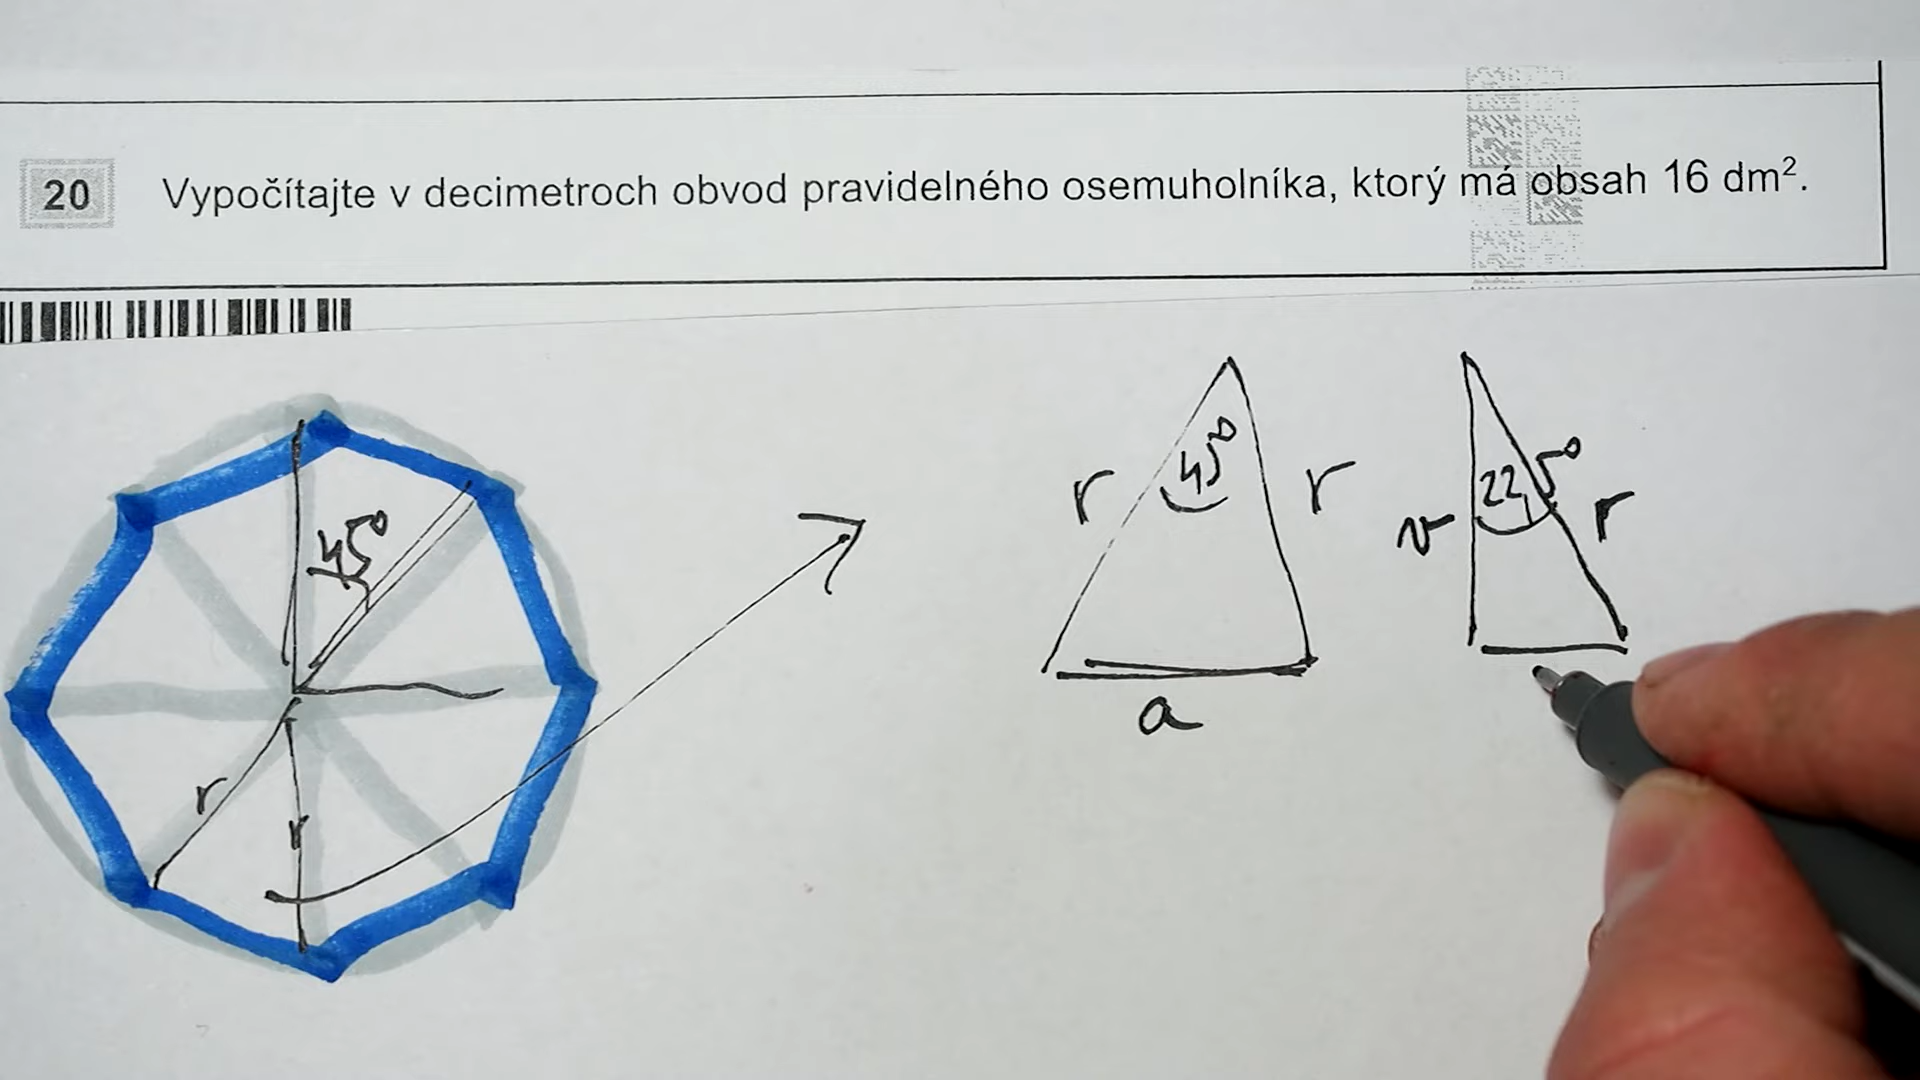 20 Vypočítajte v decimetroch obvod pravidelného osemuholníka, ktorý má obsah 16 dm².
45°
r
r
45°
r
r
a
22,5°
v
r